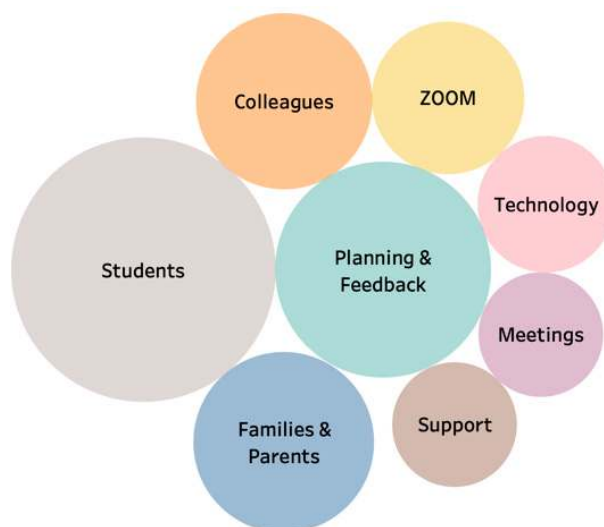 Colleagues
ZOOM
Technology
Students
Planning &
Feedback
Meetings
Families &
Parents
Support